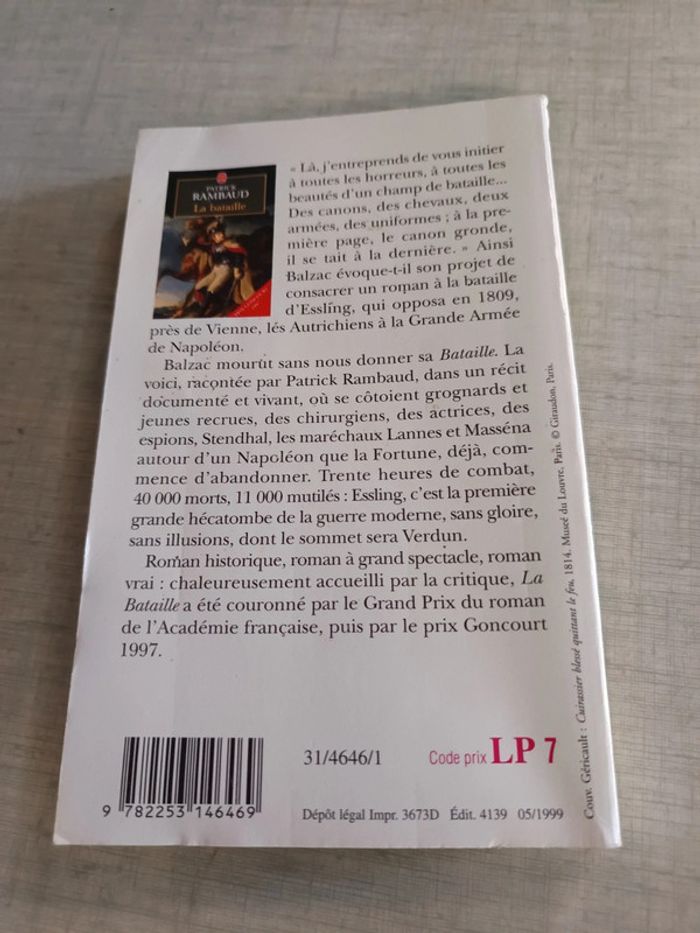 PATRICK
RAMBAUD
La bataille
« Là, j'entreprends de vous initier
à toutes les horreurs, à toutes les
beautés d'un champ de bataille...
Des canons, des chevaux, deux
armées, des uniformes ; à la pre-
mière page, le canon gronde,
il se tait à la dernière. » Ainsi
Balzac évoque-t-il son projet de
consacrer un roman à la bataille
d'Essling, qui opposa en 1809,
près de Vienne, les Autrichiens à la Grande Armée
de Napoléon.
Balzac mourut sans nous donner sa Bataille. La
voici, racontée par Patrick Rambaud, dans un récit
documenté et vivant, où se côtoient grognards et
jeunes recrues, des chirurgiens, des actrices, des
espions, Stendhal, les maréchaux Lannes et Masséna
autour d'un Napoléon que la Fortune, déjà, com-
mence d'abandonner. Trente heures de combat,
40 000 morts, 11 000 mutilés : Essling, c'est la première
grande hécatombe de la guerre moderne, sans gloire,
sans illusions, dont le sommet sera Verdun.
Roman historique, roman à grand spectacle, roman
vrai : chaleureusement accueilli par la critique, La
Bataille a été couronné par le Grand Prix du roman
de l'Académie française, puis par le prix Goncourt
1997.
31/4646/1
Code prix LP 7
9 782253 146469
Dépôt légal Impr. 3673D Édit. 4139 05/1999
Couv. Géricault : Cuirassier blessé quittant le feu, 1814. Musée du Louvre, Paris. © Giraudon, Paris.